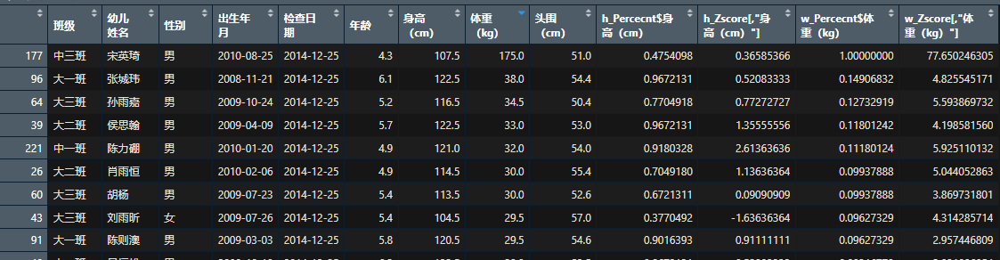 班级 幼儿姓名 性别 出生年月 检查日期 年龄 身高（cm） 体重（kg） 头围（cm） h_Percecnt$身高（cm） h_Zscore[,"身高（cm）"] w_Percecnt$体重（kg） w_Zscore[,"体重（kg）"]
177 中三班 宋英琦 男 2010-08-25 2014-12-25 4.3 107.5 175.0 51.0 0.4754098 0.36585366 1.00000000 77.650246305
96 大一班 张城玮 男 2008-11-21 2014-12-25 6.1 122.5 38.0 54.4 0.9672131 0.52083333 0.14906832 4.825545171
64 大三班 孙雨嘉 男 2009-10-24 2014-12-25 5.2 116.5 34.5 50.4 0.7704918 0.77272727 0.12732919 5.593869732
39 大二班 侯思翰 男 2009-04-09 2014-12-25 5.7 122.5 33.0 53.0 0.9672131 1.35555556 0.11801242 4.198581560
221 中一班 陈力硼 男 2010-01-20 2014-12-25 4.9 121.0 32.0 54.0 0.9180328 2.61363636 0.11180124 5.925110132
26 大二班 肖雨恒 男 2010-02-06 2014-12-25 4.9 114.5 30.0 55.4 0.7049180 1.13636364 0.09937888 5.044052863
60 大三班 胡杨 男 2009-07-23 2014-12-25 5.4 113.5 30.0 52.6 0.6721311 0.09090909 0.09937888 3.869731801
43 大三班 刘雨昕 女 2009-07-26 2014-12-25 5.4 104.5 29.5 57.0 0.3770492 -1.63636364 0.09627329 4.314285714
91 大一班 陈则澳 男 2009-03-03 2014-12-25 5.8 120.5 29.5 54.6 0.9016393 0.91111111 0.09627329 2.957446809